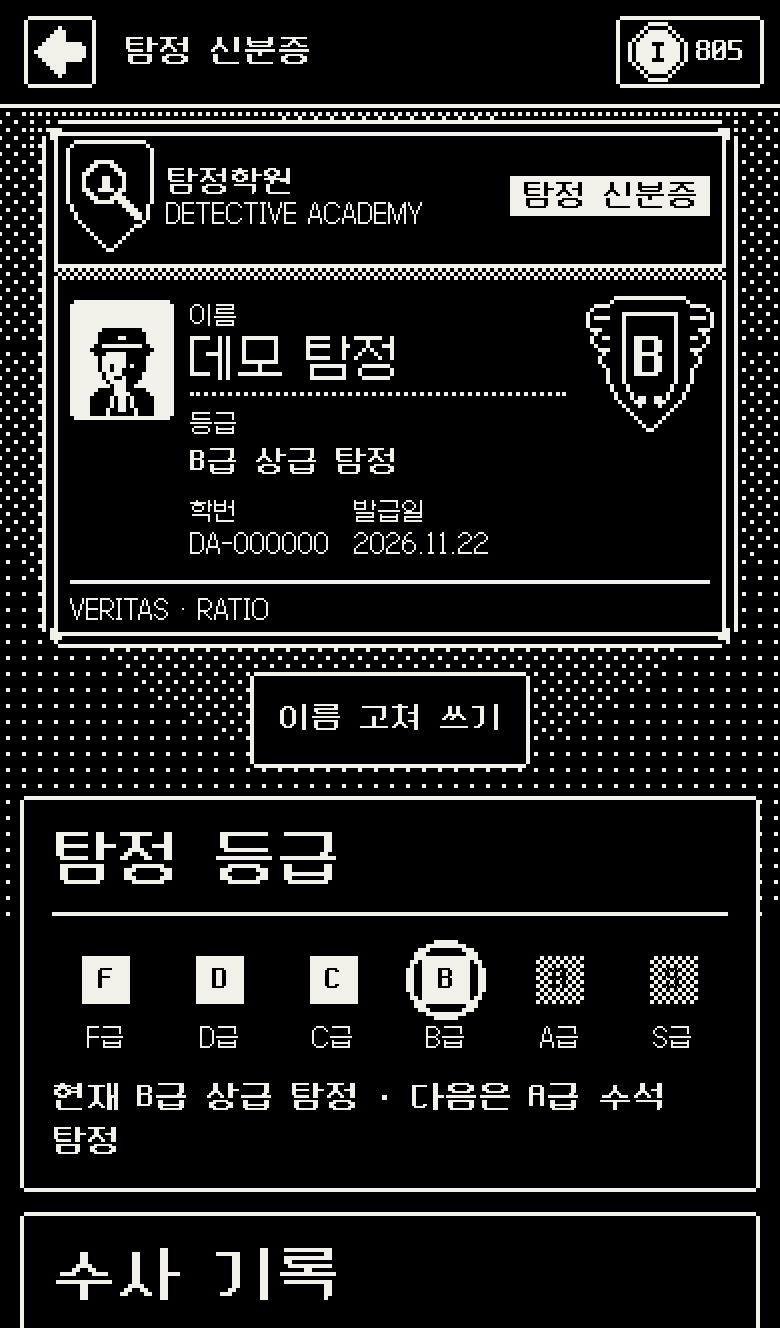 탐정 신분증
I 805
탐정학원
DETECTIVE ACADEMY
탐정 신분증
이름
데모 탐정
B
등급
B급 상급 탐정
학번 발급일
DA-000000 2026.11.22
VERITAS · RATIO
이름 고쳐 쓰기
탐정 등급
F D C B
F급 D급 C급 B급 A급 S급
현재 B급 상급 탐정 · 다음은 A급 수석
탐정
수사 기록